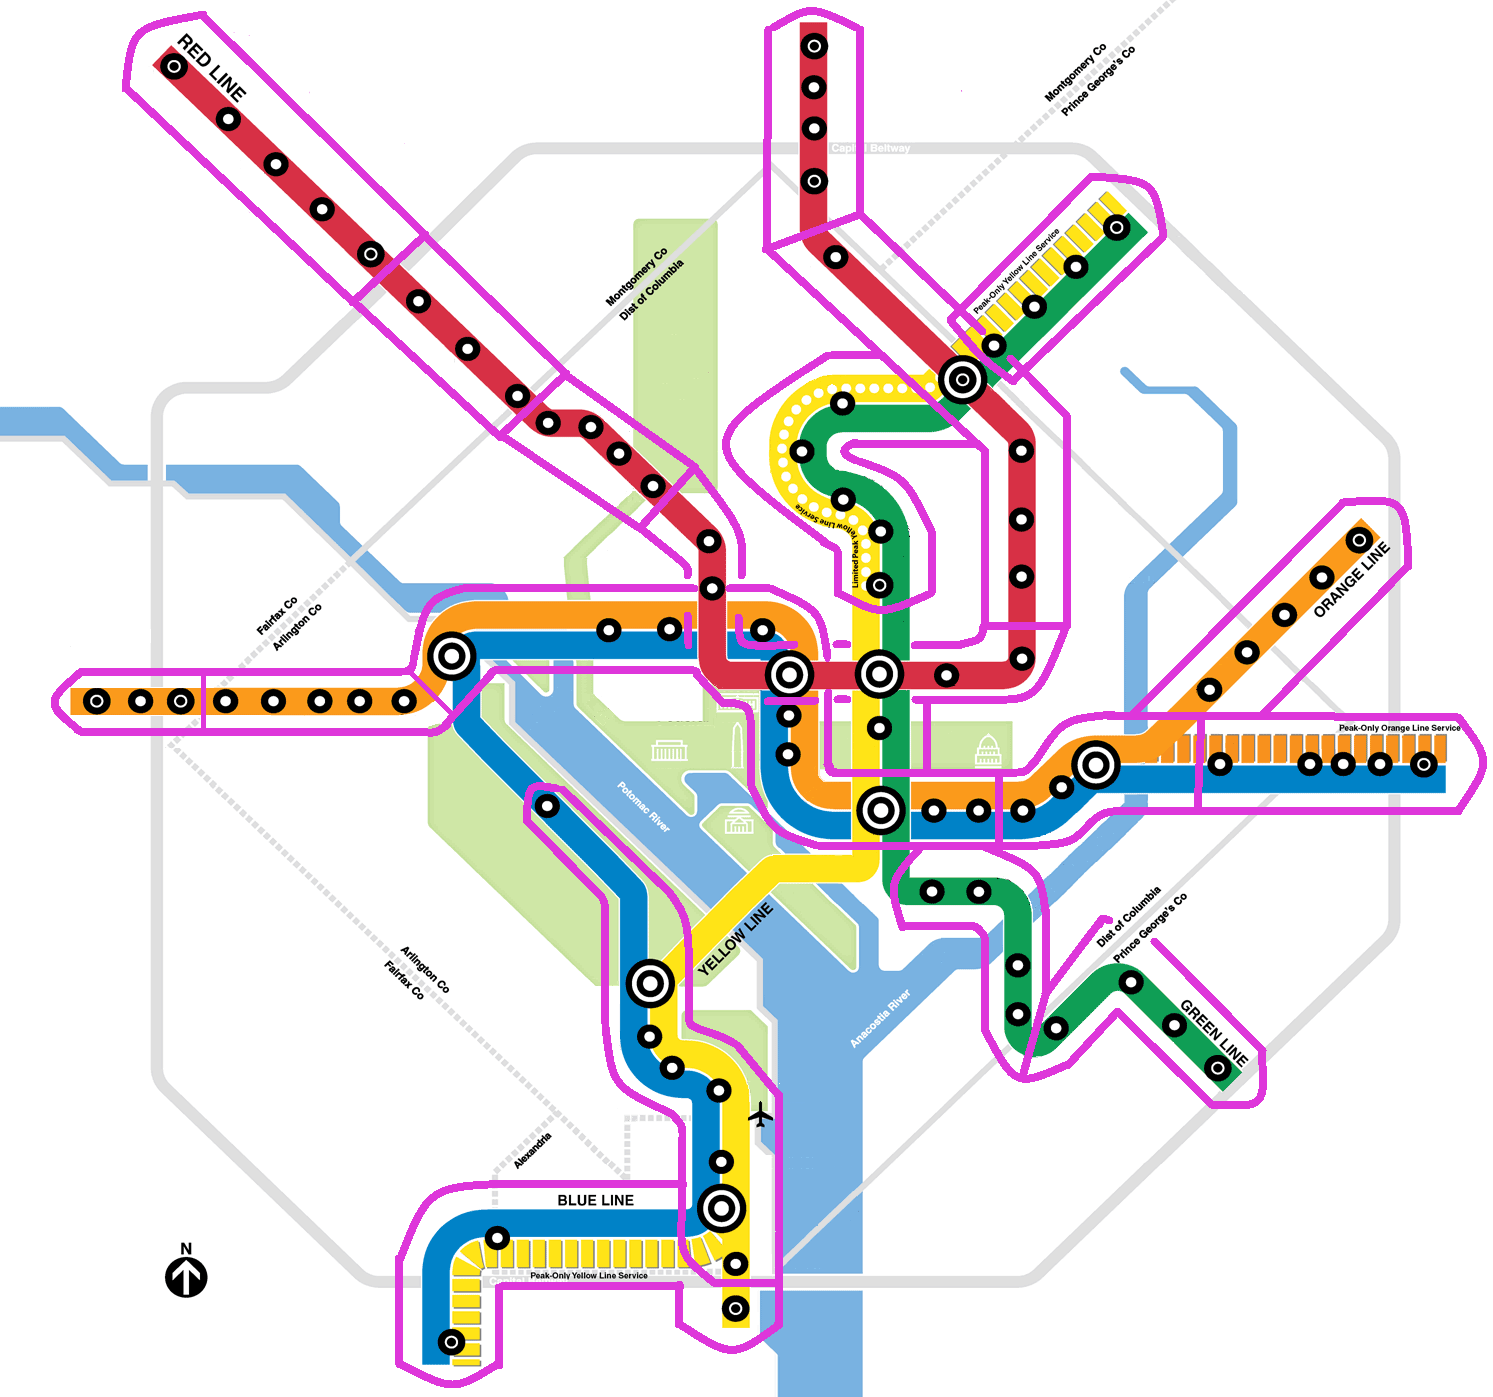 RED LINE
Montgomery Co
Prince George's Co
Capital Beltway
Peak-Only Yellow Line Service
Montgomery Co
Dist of Columbia
Limited Peak Yellow Line Service
ORANGE LINE
Fairfax Co
Arlington Co
Peak-Only Orange Line Service
Potomac River
YELLOW LINE
Dist of Columbia
Prince George's Co
Arlington Co
Fairfax Co
Anacostia River
GREEN LINE
Alexandria
BLUE LINE
N
Peak-Only Yellow Line Service